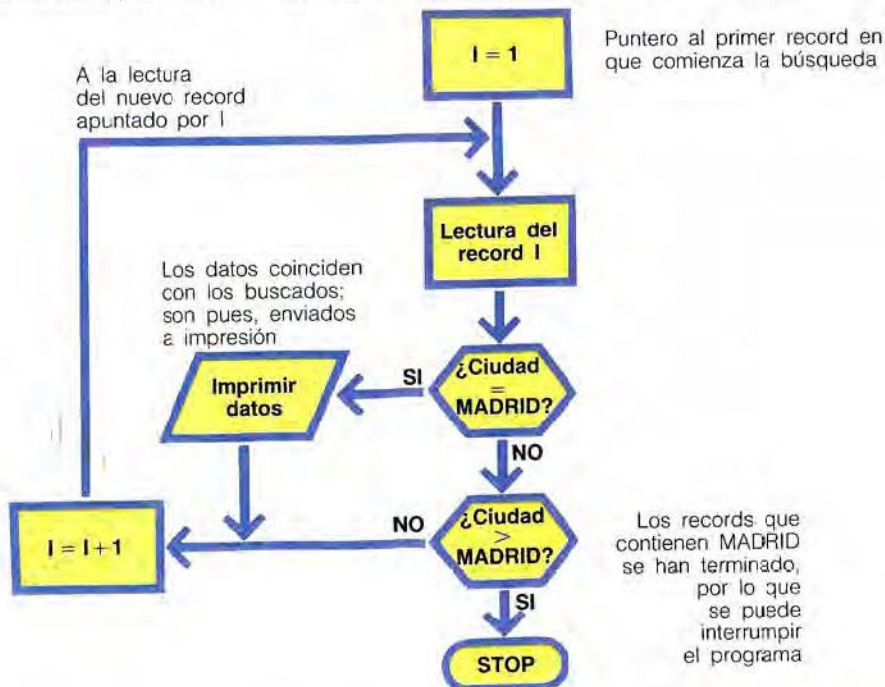 I = 1
Puntero al primer record en
que comienza la búsqueda
A la lectura
del nuevo record
apuntado por I
Lectura del
record I
Los datos coinciden
con los buscados;
son pues, enviados
a impresión
Imprimir
datos
SI
¿Ciudad
=
MADRID?
NO
I = I+1
NO
¿Ciudad
>
MADRID?
Los records que
contienen MADRID
se han terminado,
por lo que
se puede
interrumpir
el programa
SI
STOP